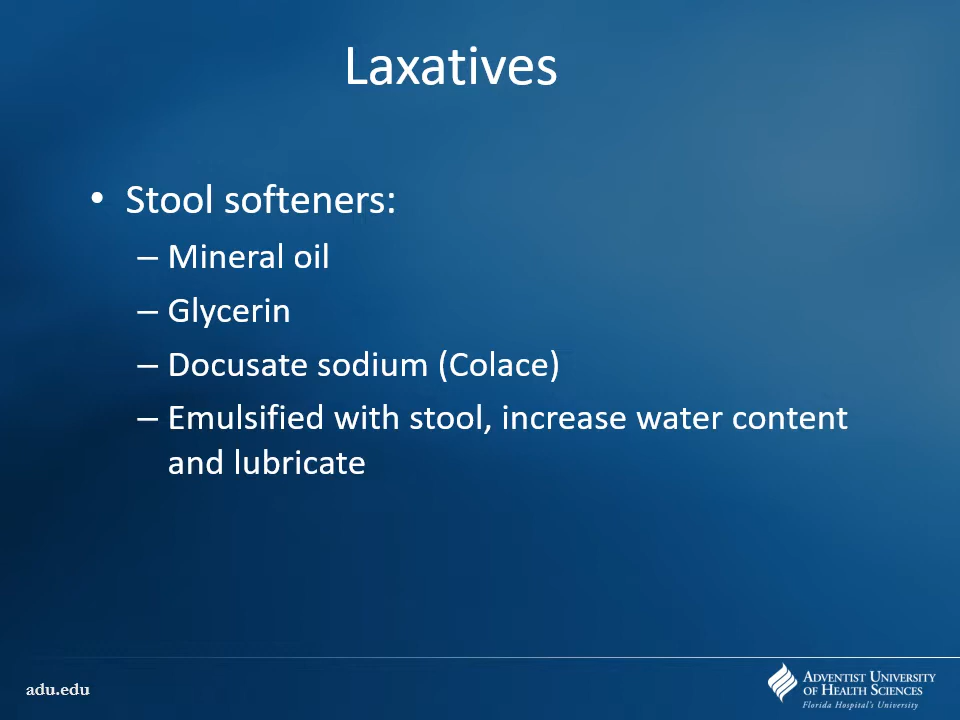 Laxatives
• Stool softeners:
– Mineral oil
– Glycerin
– Docusate sodium (Colace)
– Emulsified with stool, increase water content
and lubricate
adu.edu
ADVENTIST UNIVERSITY
OF HEALTH SCIENCES
Florida Hospital's University